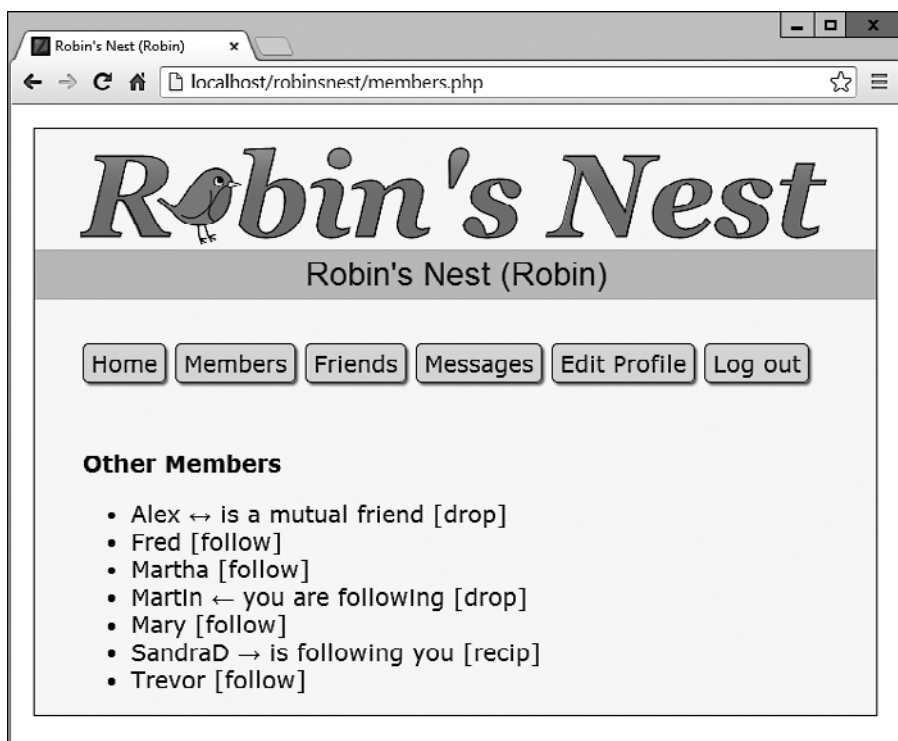 Robin's Nest (Robin) x
localhost/robinsnest/members.php
Robin's Nest
Robin's Nest (Robin)
Home Members Friends Messages Edit Profile Log out
Other Members
• Alex ↔ is a mutual friend [drop]
• Fred [follow]
• Martha [follow]
• Martin ← you are following [drop]
• Mary [follow]
• SandraD → is following you [recip]
• Trevor [follow]